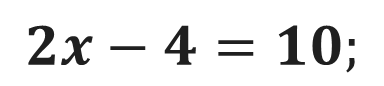 2x − 4 = 10;